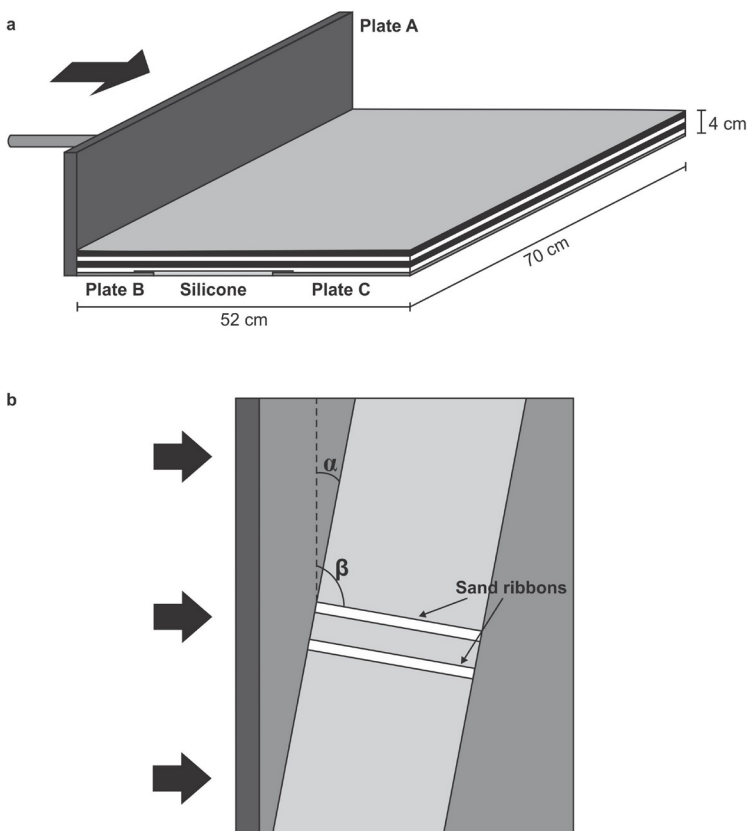 a
Plate A
4 cm
70 cm
Plate B Silicone Plate C
52 cm
b
α
β
Sand ribbons